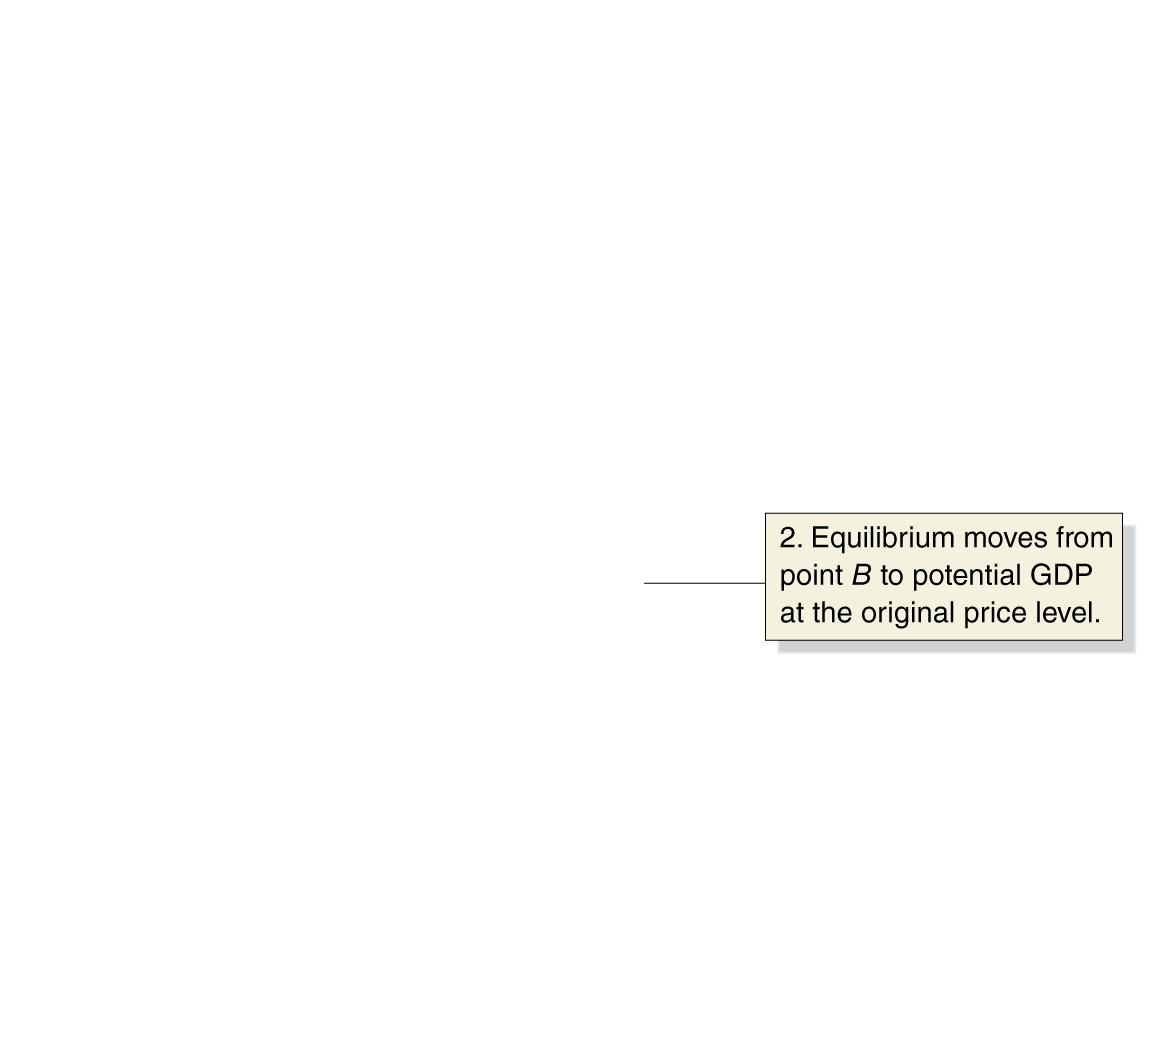 2. Equilibrium moves from
point B to potential GDP
at the original price level.